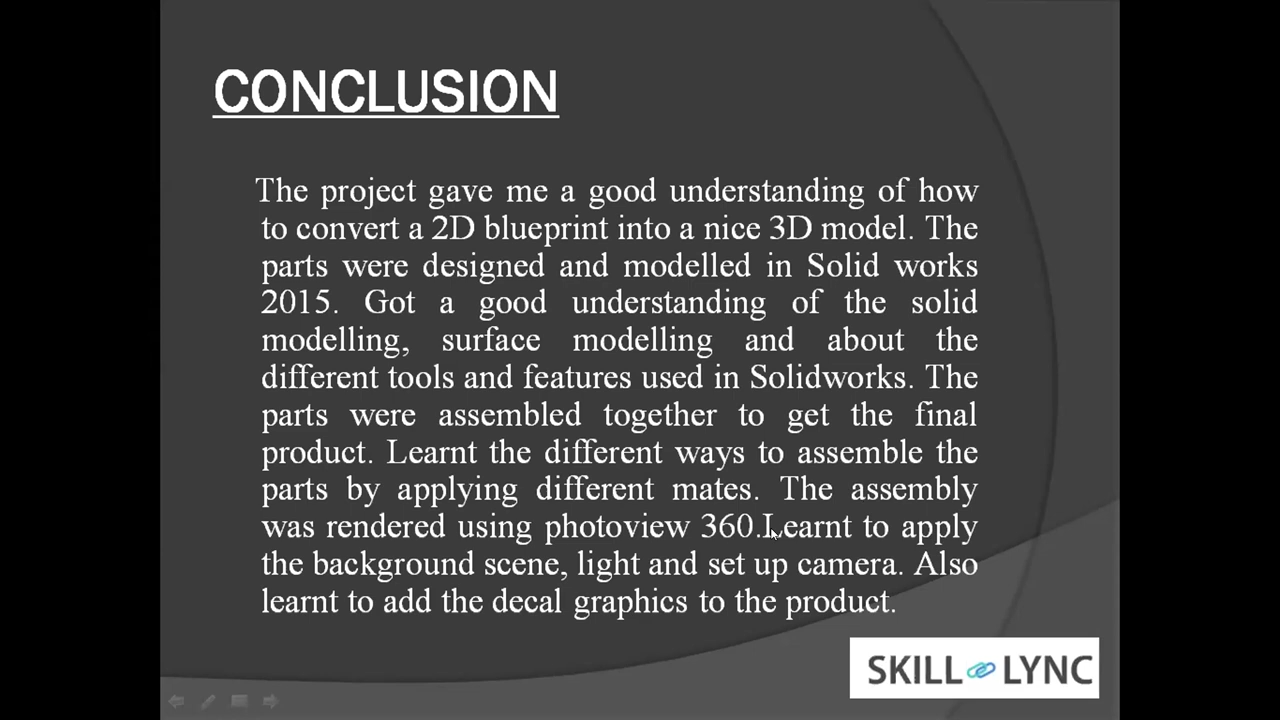 CONCLUSION
The project gave me a good understanding of how
to convert a 2D blueprint into a nice 3D model. The
parts were designed and modelled in Solid works
2015. Got a good understanding of the solid
modelling, surface modelling and about the
different tools and features used in Solidworks. The
parts were assembled together to get the final
product. Learnt the different ways to assemble the
parts by applying different mates. The assembly
was rendered using photoview 360.Learnt to apply
the background scene, light and set up camera. Also
learnt to add the decal graphics to the product.
SKILL LYNC